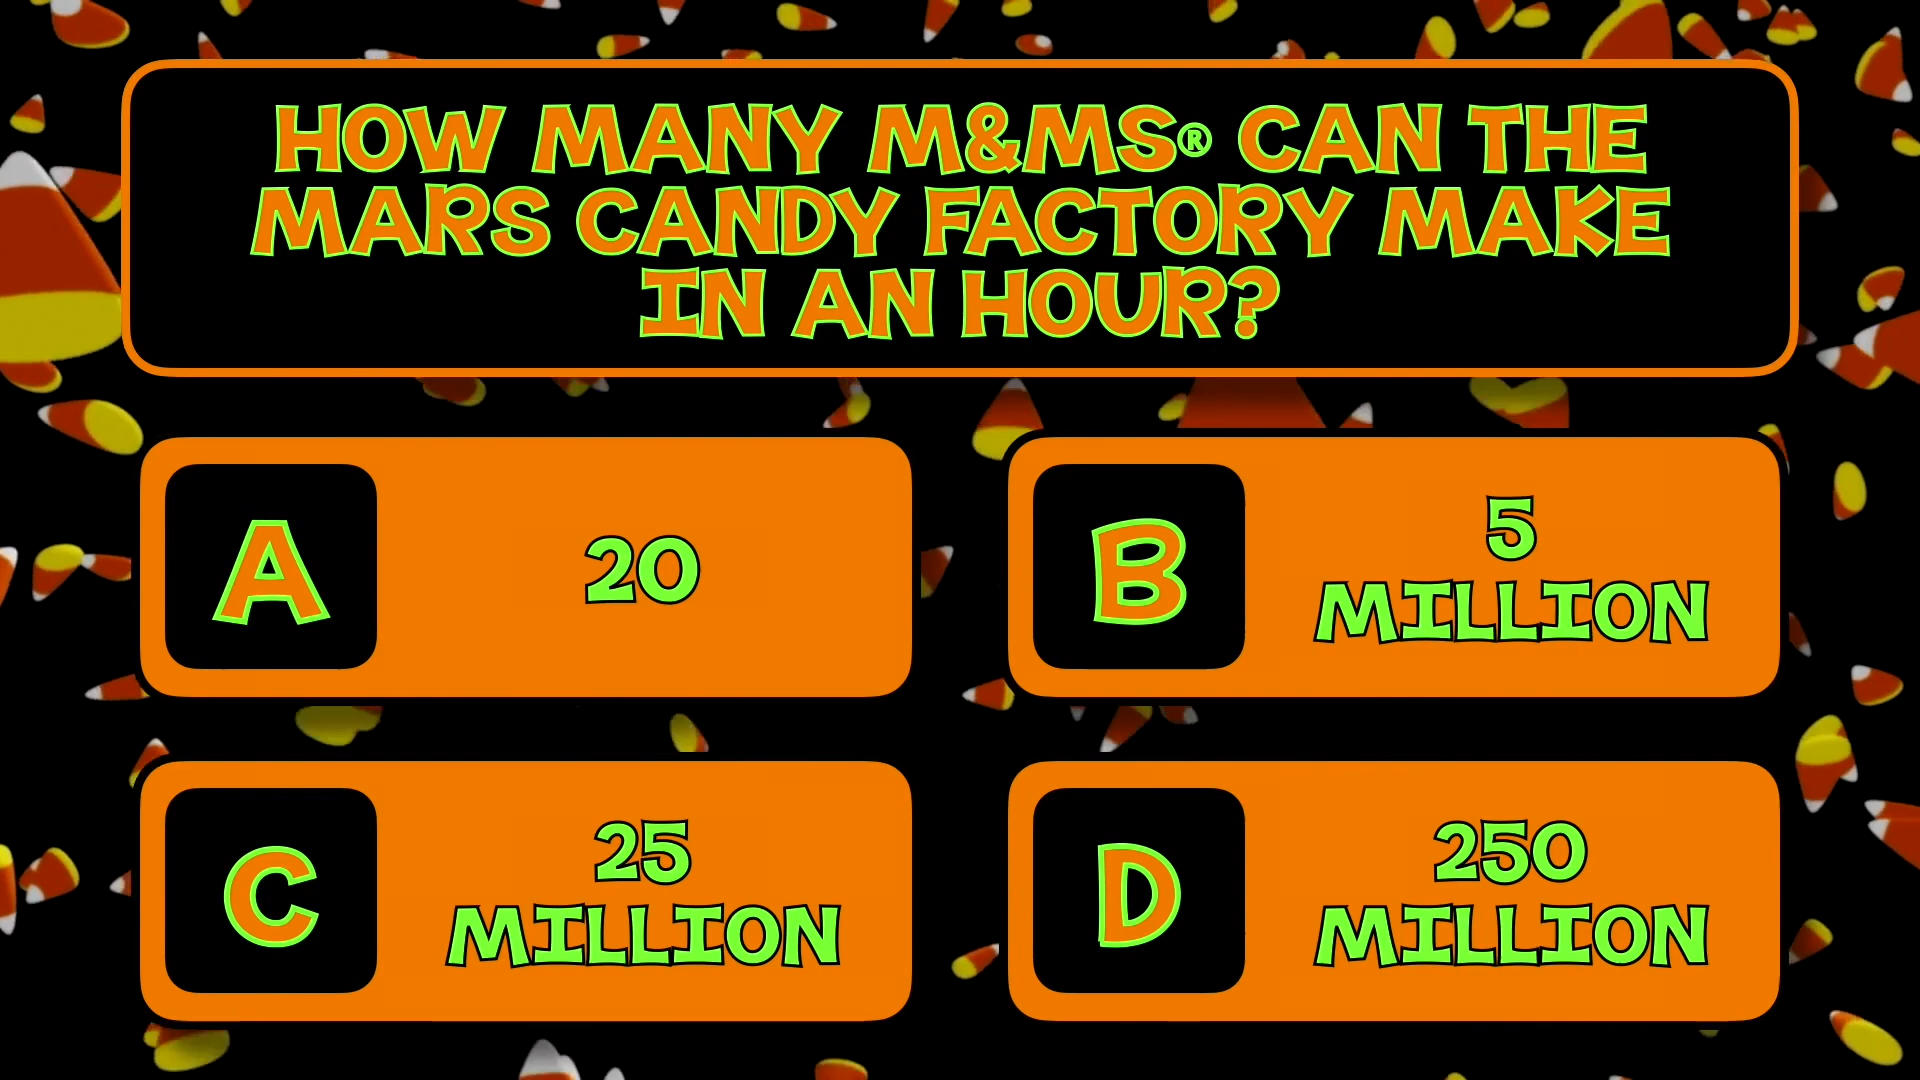 HOW MANY M&MS® CAN THE
MARS CANDY FACTORY MAKE
IN AN HOUR?
A
20
B
5
MILLION
C
25
MILLION
D
250
MILLION